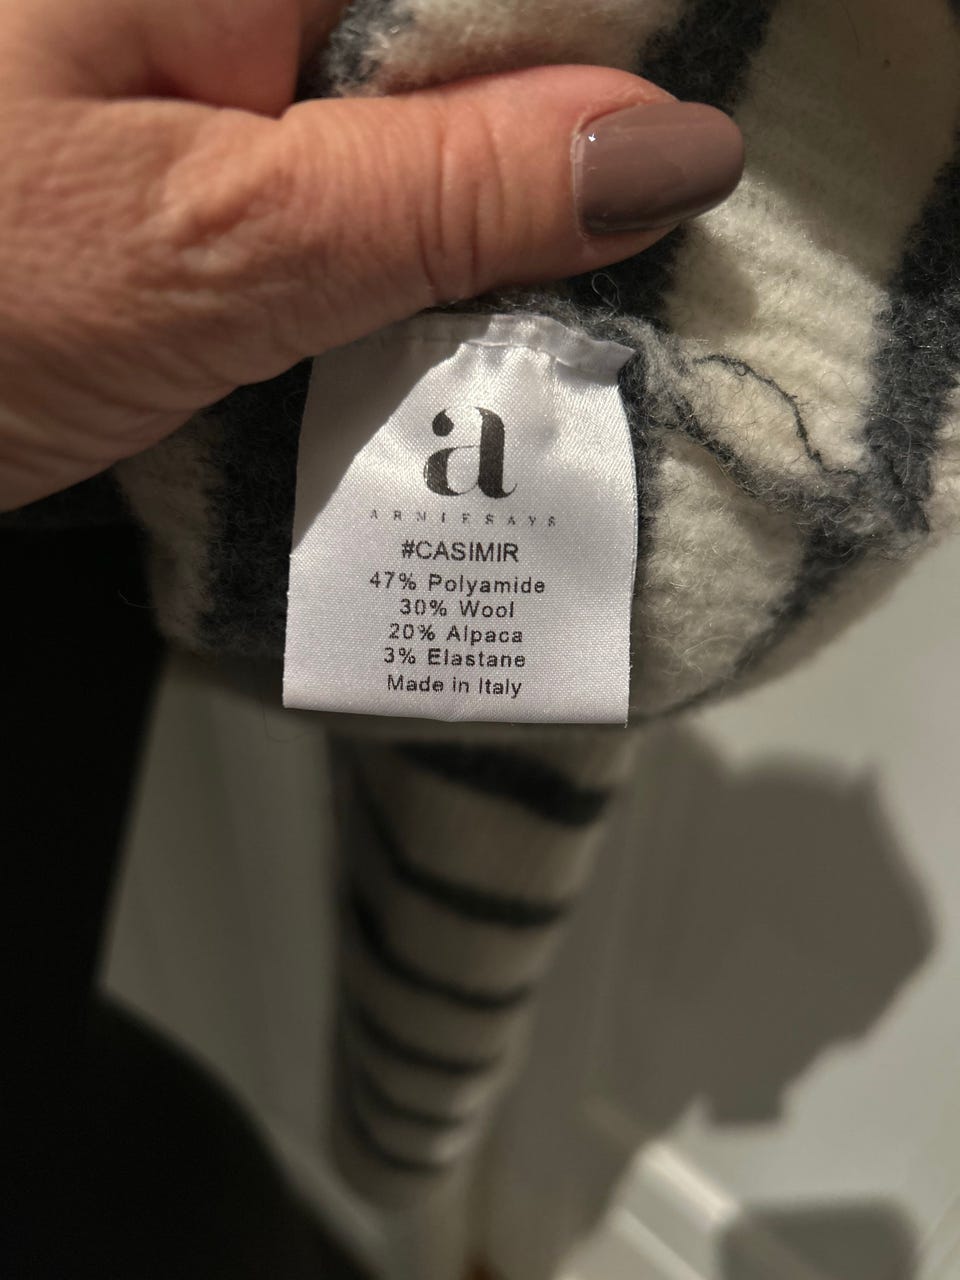 a
ARNIESAYS
#CASIMIR
47% Polyamide
30% Wool
20% Alpaca
3% Elastane
Made in Italy